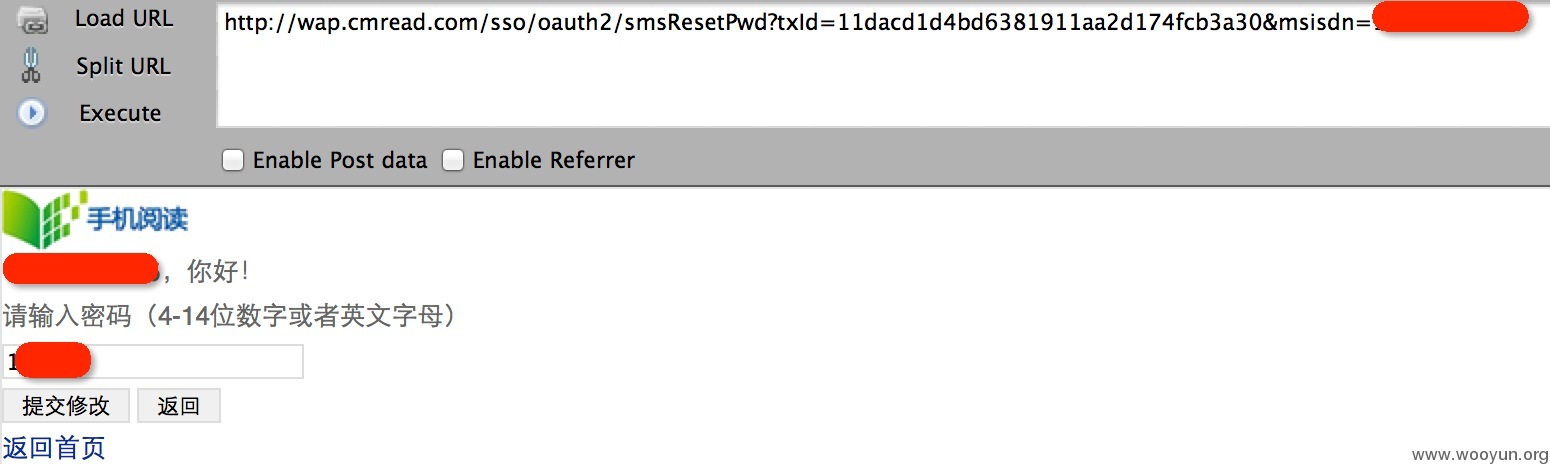 Load URL
http://wap.cmread.com/sso/oauth2/smsResetPwd?txId=11dacd1d4bd6381911aa2d174fcb3a30&msisdn=
Split URL
Execute
Enable Post data
Enable Referrer
手机阅读
，你好！
请输入密码（4-14位数字或者英文字母）
1
提交修改 返回
返回首页
www.wooyun.org